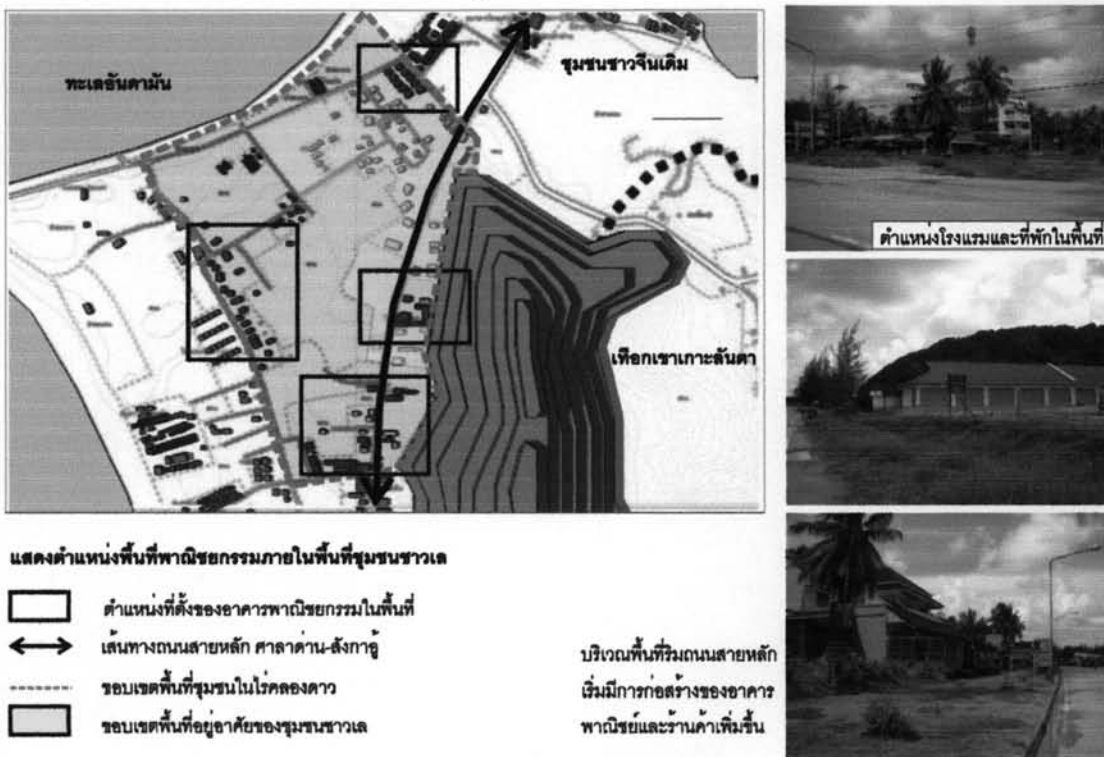 ทะเลอันดามัน
ชุมชนชาวจีนเดิม
เทือกเขาเกาะลันตา
ตำแหน่งโรงแรมและที่พักในพื้นที่
แสดงตำแหน่งพื้นที่พาณิชยกรรมภายในพื้นที่ชุมชนชาวเล
ตำแหน่งที่ตั้งของอาคารพาณิชยกรรมในพื้นที่
เส้นทางถนนสายหลัก ศาลาด่าน-สังกาอู้
ขอบเขตพื้นที่ชุมชนในไร่คลองดาว
ขอบเขตพื้นที่อยู่อาศัยของชุมชนชาวเล
บริเวณพื้นที่ริมถนนสายหลัก
เริ่มมีการก่อสร้างของอาคาร
พาณิชย์และร้านค้าเพิ่มขึ้น